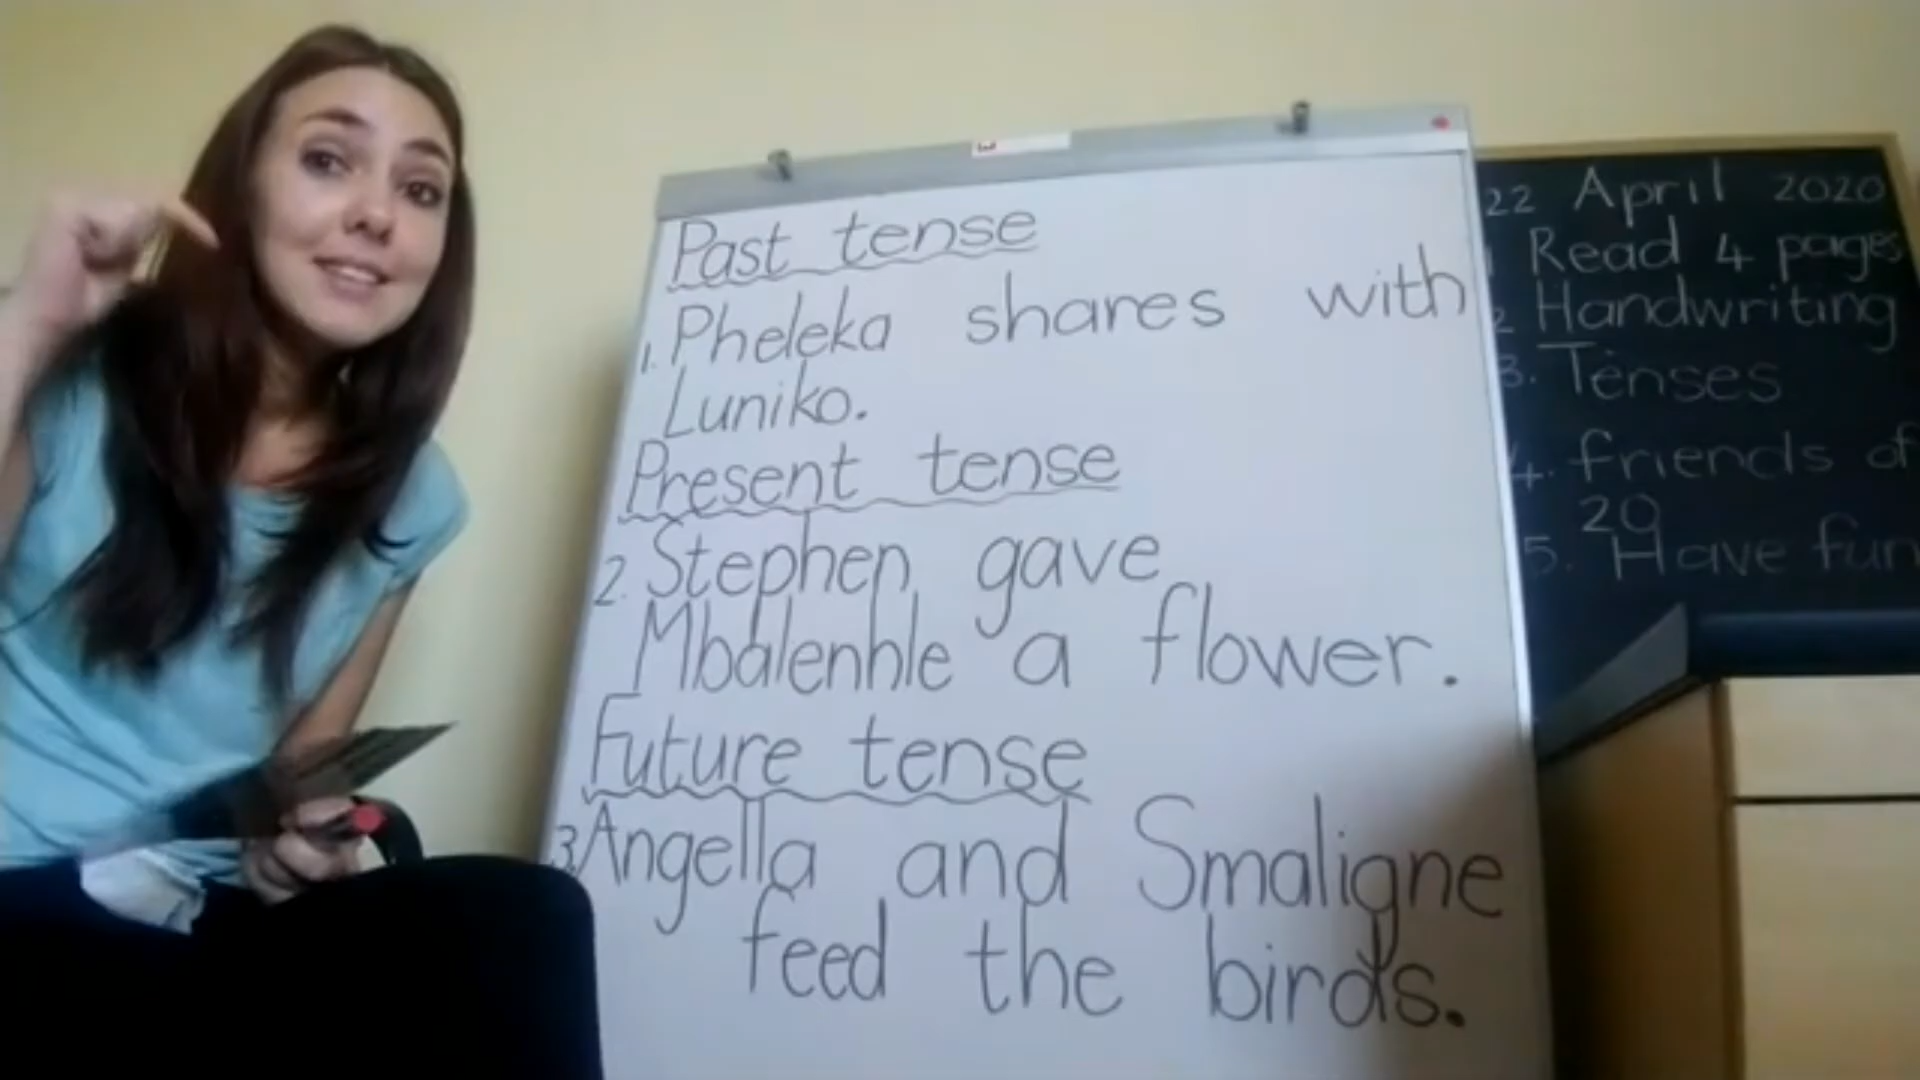 Past tense
1. Pheleka shares with
Luniko.
Present tense
2. Stephen gave
Mbalenhle a flower.
Future tense
3. Angella and Smaligne
feed the birds.
22 April 2020
1 Read 4 pages
2 Handwriting
3. Tenses
4. friends of
20
5. Have fun